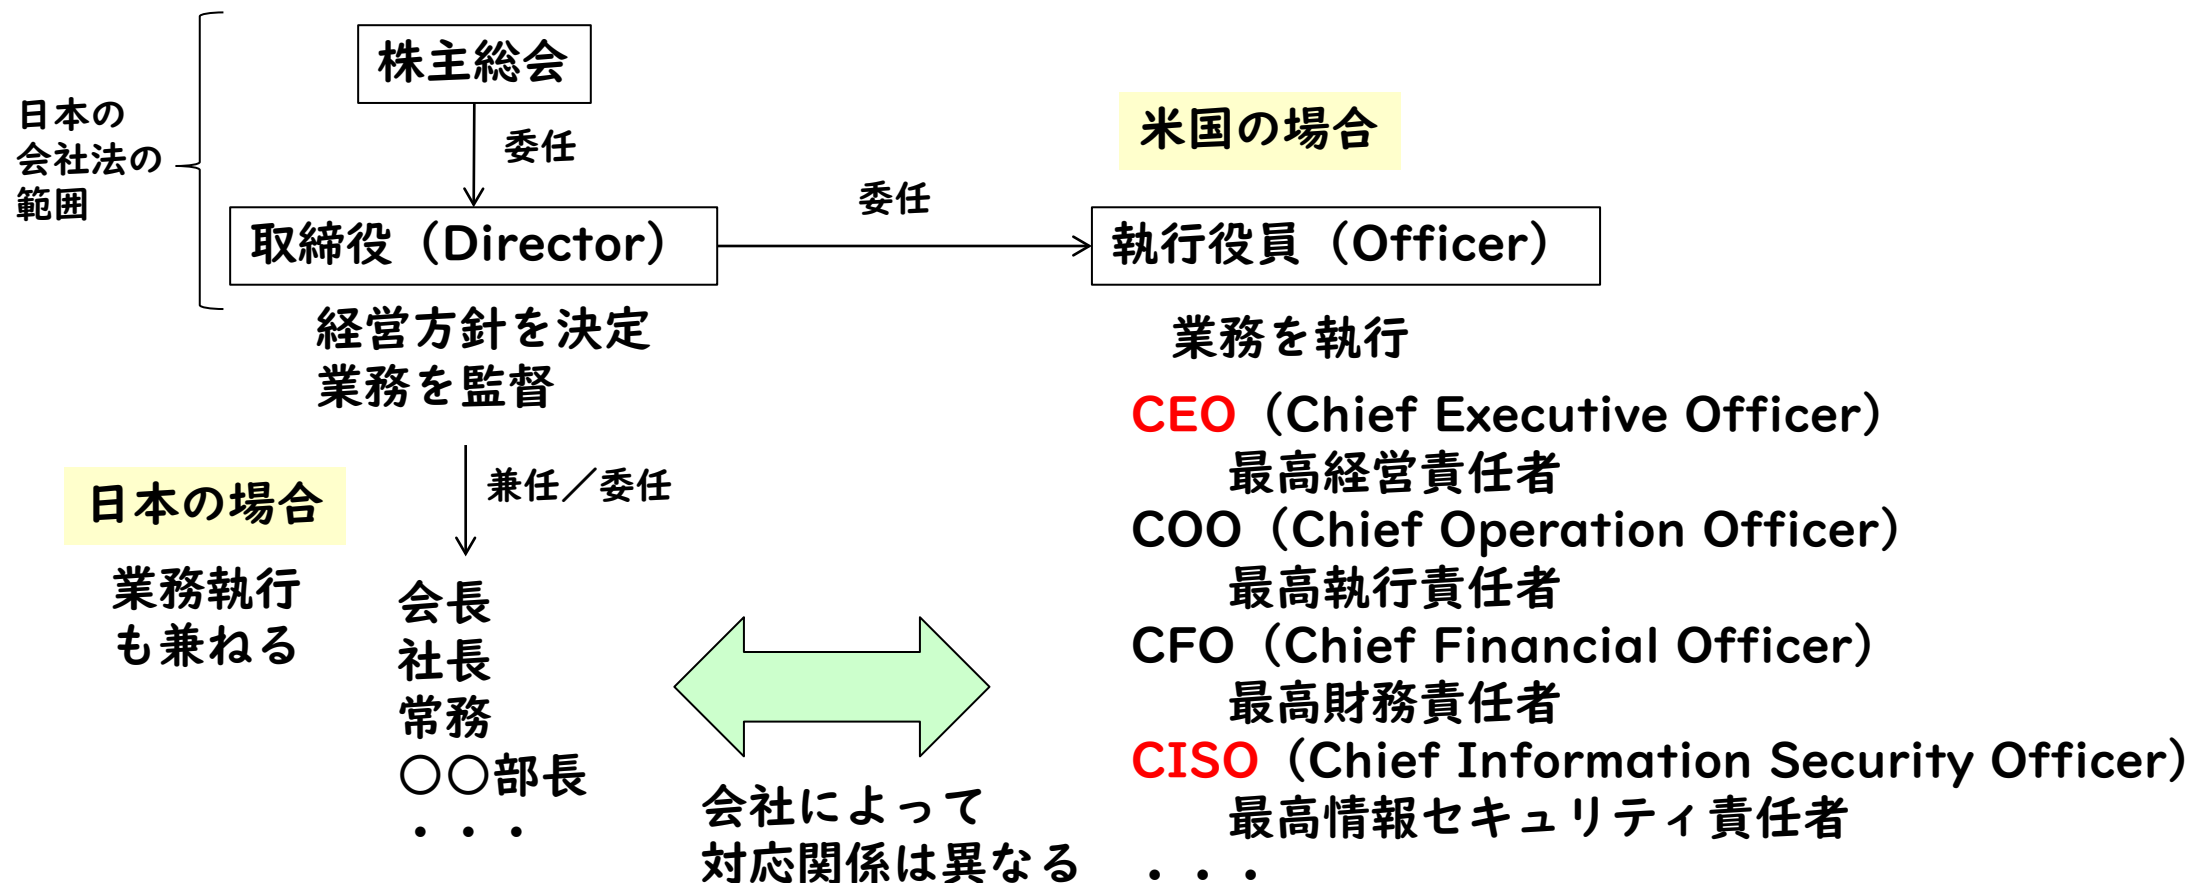 株主総会
日本の
会社法の
範囲
委任
米国の場合
委任
取締役（Director）
執行役員（Officer）
経営方針を決定
業務を監督
業務を執行
兼任／委任
日本の場合
業務執行
も兼ねる
会長
社長
常務
〇〇部長
・・・
会社によって
対応関係は異なる
CEO（Chief Executive Officer）
最高経営責任者
COO（Chief Operation Officer）
最高執行責任者
CFO（Chief Financial Officer）
最高財務責任者
CISO（Chief Information Security Officer）
最高情報セキュリティ責任者
・・・